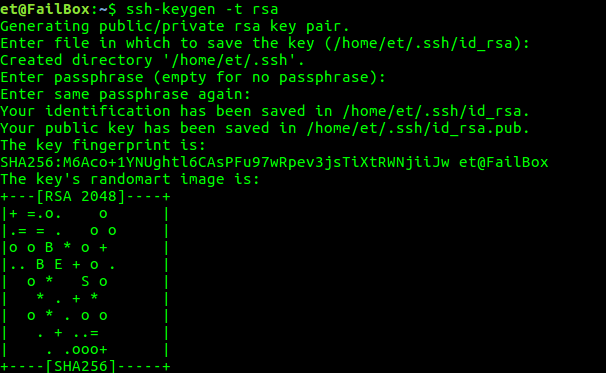 et@FailBox:~$ ssh-keygen -t rsa
Generating public/private rsa key pair.
Enter file in which to save the key (/home/et/.ssh/id_rsa):
Created directory '/home/et/.ssh'.
Enter passphrase (empty for no passphrase):
Enter same passphrase again:
Your identification has been saved in /home/et/.ssh/id_rsa.
Your public key has been saved in /home/et/.ssh/id_rsa.pub.
The key fingerprint is:
SHA256:M6Aco+1YNUghtl6CAsPFu97wRpev3jsTiXtRWNjiiJw et@FailBox
The key's randomart image is:
+---[RSA 2048]----+
|+ =.o.    o      |
|.= = .   o o     |
|o o B * o +      |
|.. B E + o .     |
|  o *   S o      |
|   * . + *       |
|  o * . o o      |
|   . + ..=       |
|    . .ooo+      |
+----[SHA256]-----+